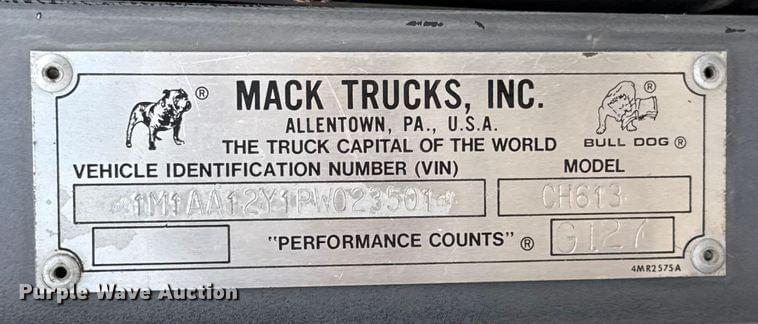 MACK TRUCKS, INC.
ALLENTOWN, PA., U.S.A.
THE TRUCK CAPITAL OF THE WORLD
® BULL DOG ®
VEHICLE IDENTIFICATION NUMBER (VIN) MODEL
*1M1AA12Y1PW023501* CH613
"PERFORMANCE COUNTS" ® G127
4MR2575A
Purple Wave Auction